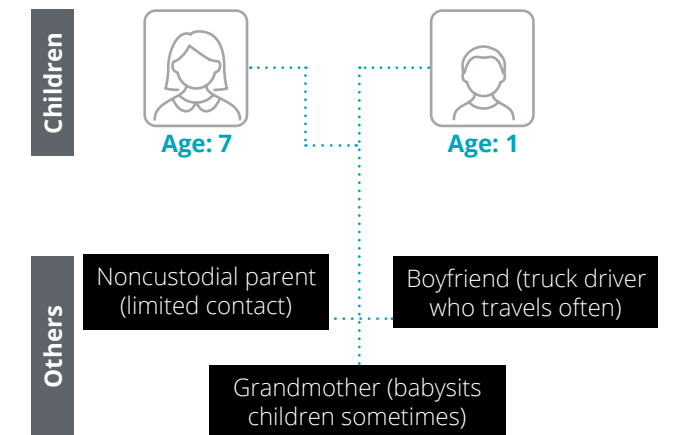 Children
Age: 7
Age: 1
Others
Noncustodial parent
(limited contact)
Boyfriend (truck driver
who travels often)
Grandmother (babysits
children sometimes)